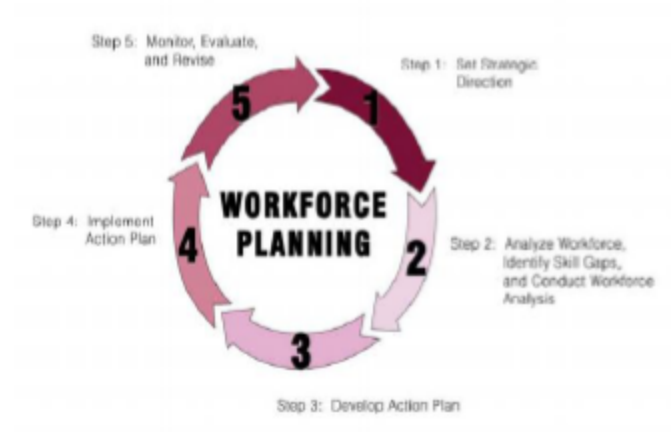 Step 5: Monitor, Evaluate,
and Revise
Step 1: Set Strategic
Direction
5
1
WORKFORCE
PLANNING
Step 4: Implement
Action Plan
4
2
Step 2: Analyze Workforce,
Identify Skill Gaps,
and Conduct Workforce
Analysis
3
Step 3: Develop Action Plan